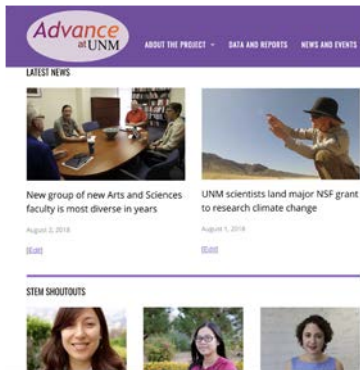 Advance
at UNM
ABOUT THE PROJECT
DATA AND REPORTS
NEWS AND EVENTS
LATEST NEWS
New group of new Arts and Sciences
faculty is most diverse in years
August 2, 2018
[Edit]
UNM scientists land major NSF grant
to research climate change
August 1, 2018
[Edit]
STEM SHOUTOUTS